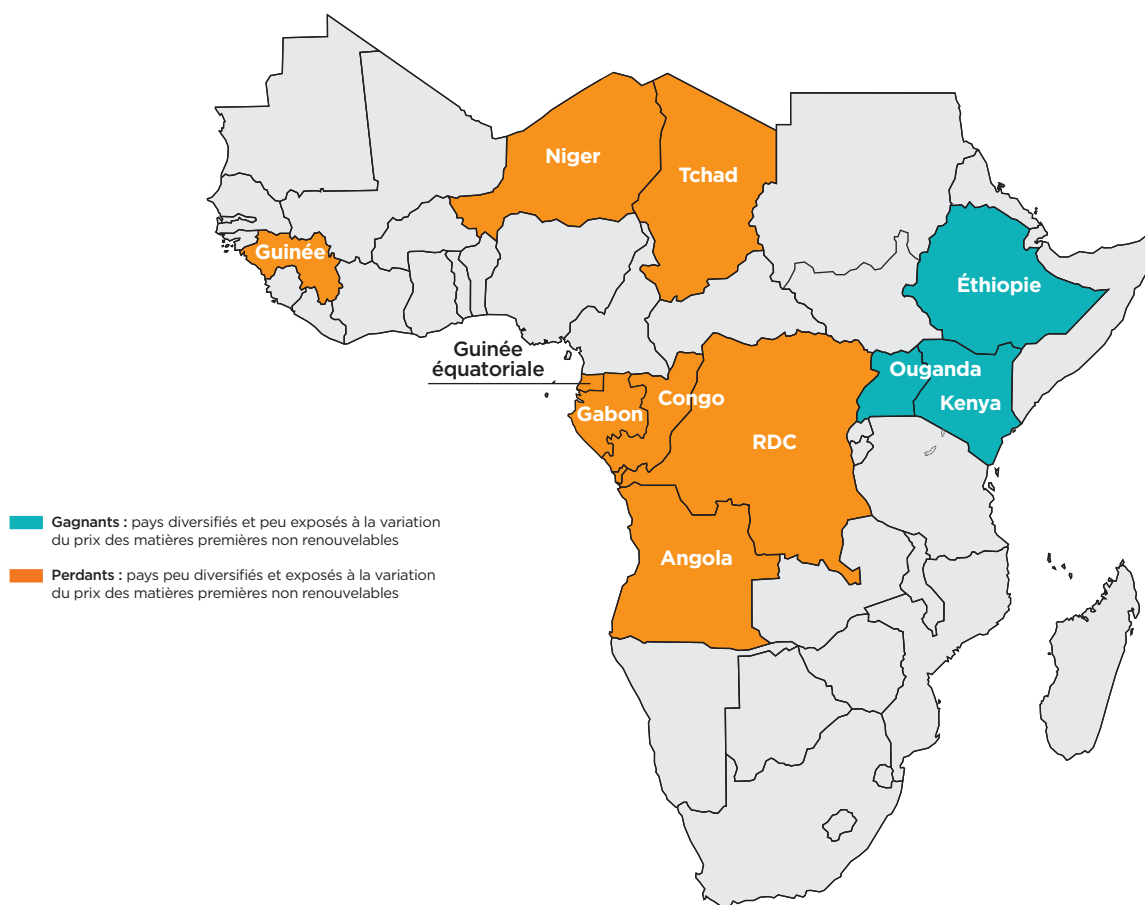 Niger
Tchad
Guinée
Éthiopie
Guinée
équatoriale
Ouganda
Kenya
Gabon
Congo
RDC
Gagnants : pays diversifiés et peu exposés à la variation
du prix des matières premières non renouvelables
Perdants : pays peu diversifiés et exposés à la variation
du prix des matières premières non renouvelables
Angola